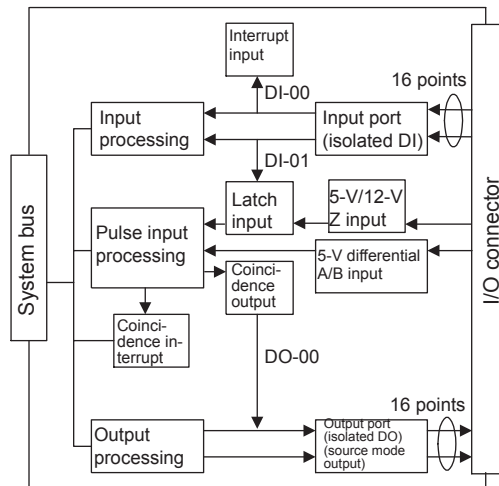 Interrupt
input
16 points
DI-00
Input
processing
Input port
(isolated DI)
DI-01
Latch
input
5-V/12-V
Z input
Pulse input
processing
5-V differential
A/B input
Coinci-
dence
output
Coinci-
dence in-
terrupt
DO-00
16 points
Output
processing
Output port
(isolated DO)
(source mode
output)
System bus
I/O connector